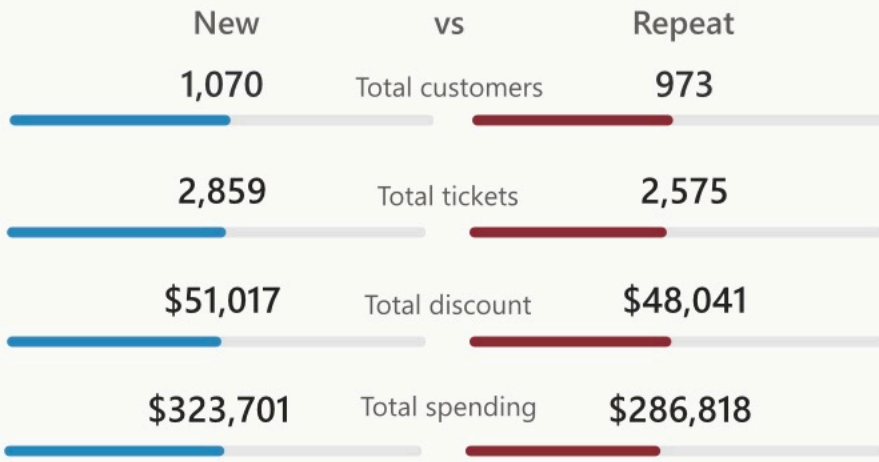 New vs Repeat
1,070 Total customers 973
2,859 Total tickets 2,575
$51,017 Total discount $48,041
$323,701 Total spending $286,818